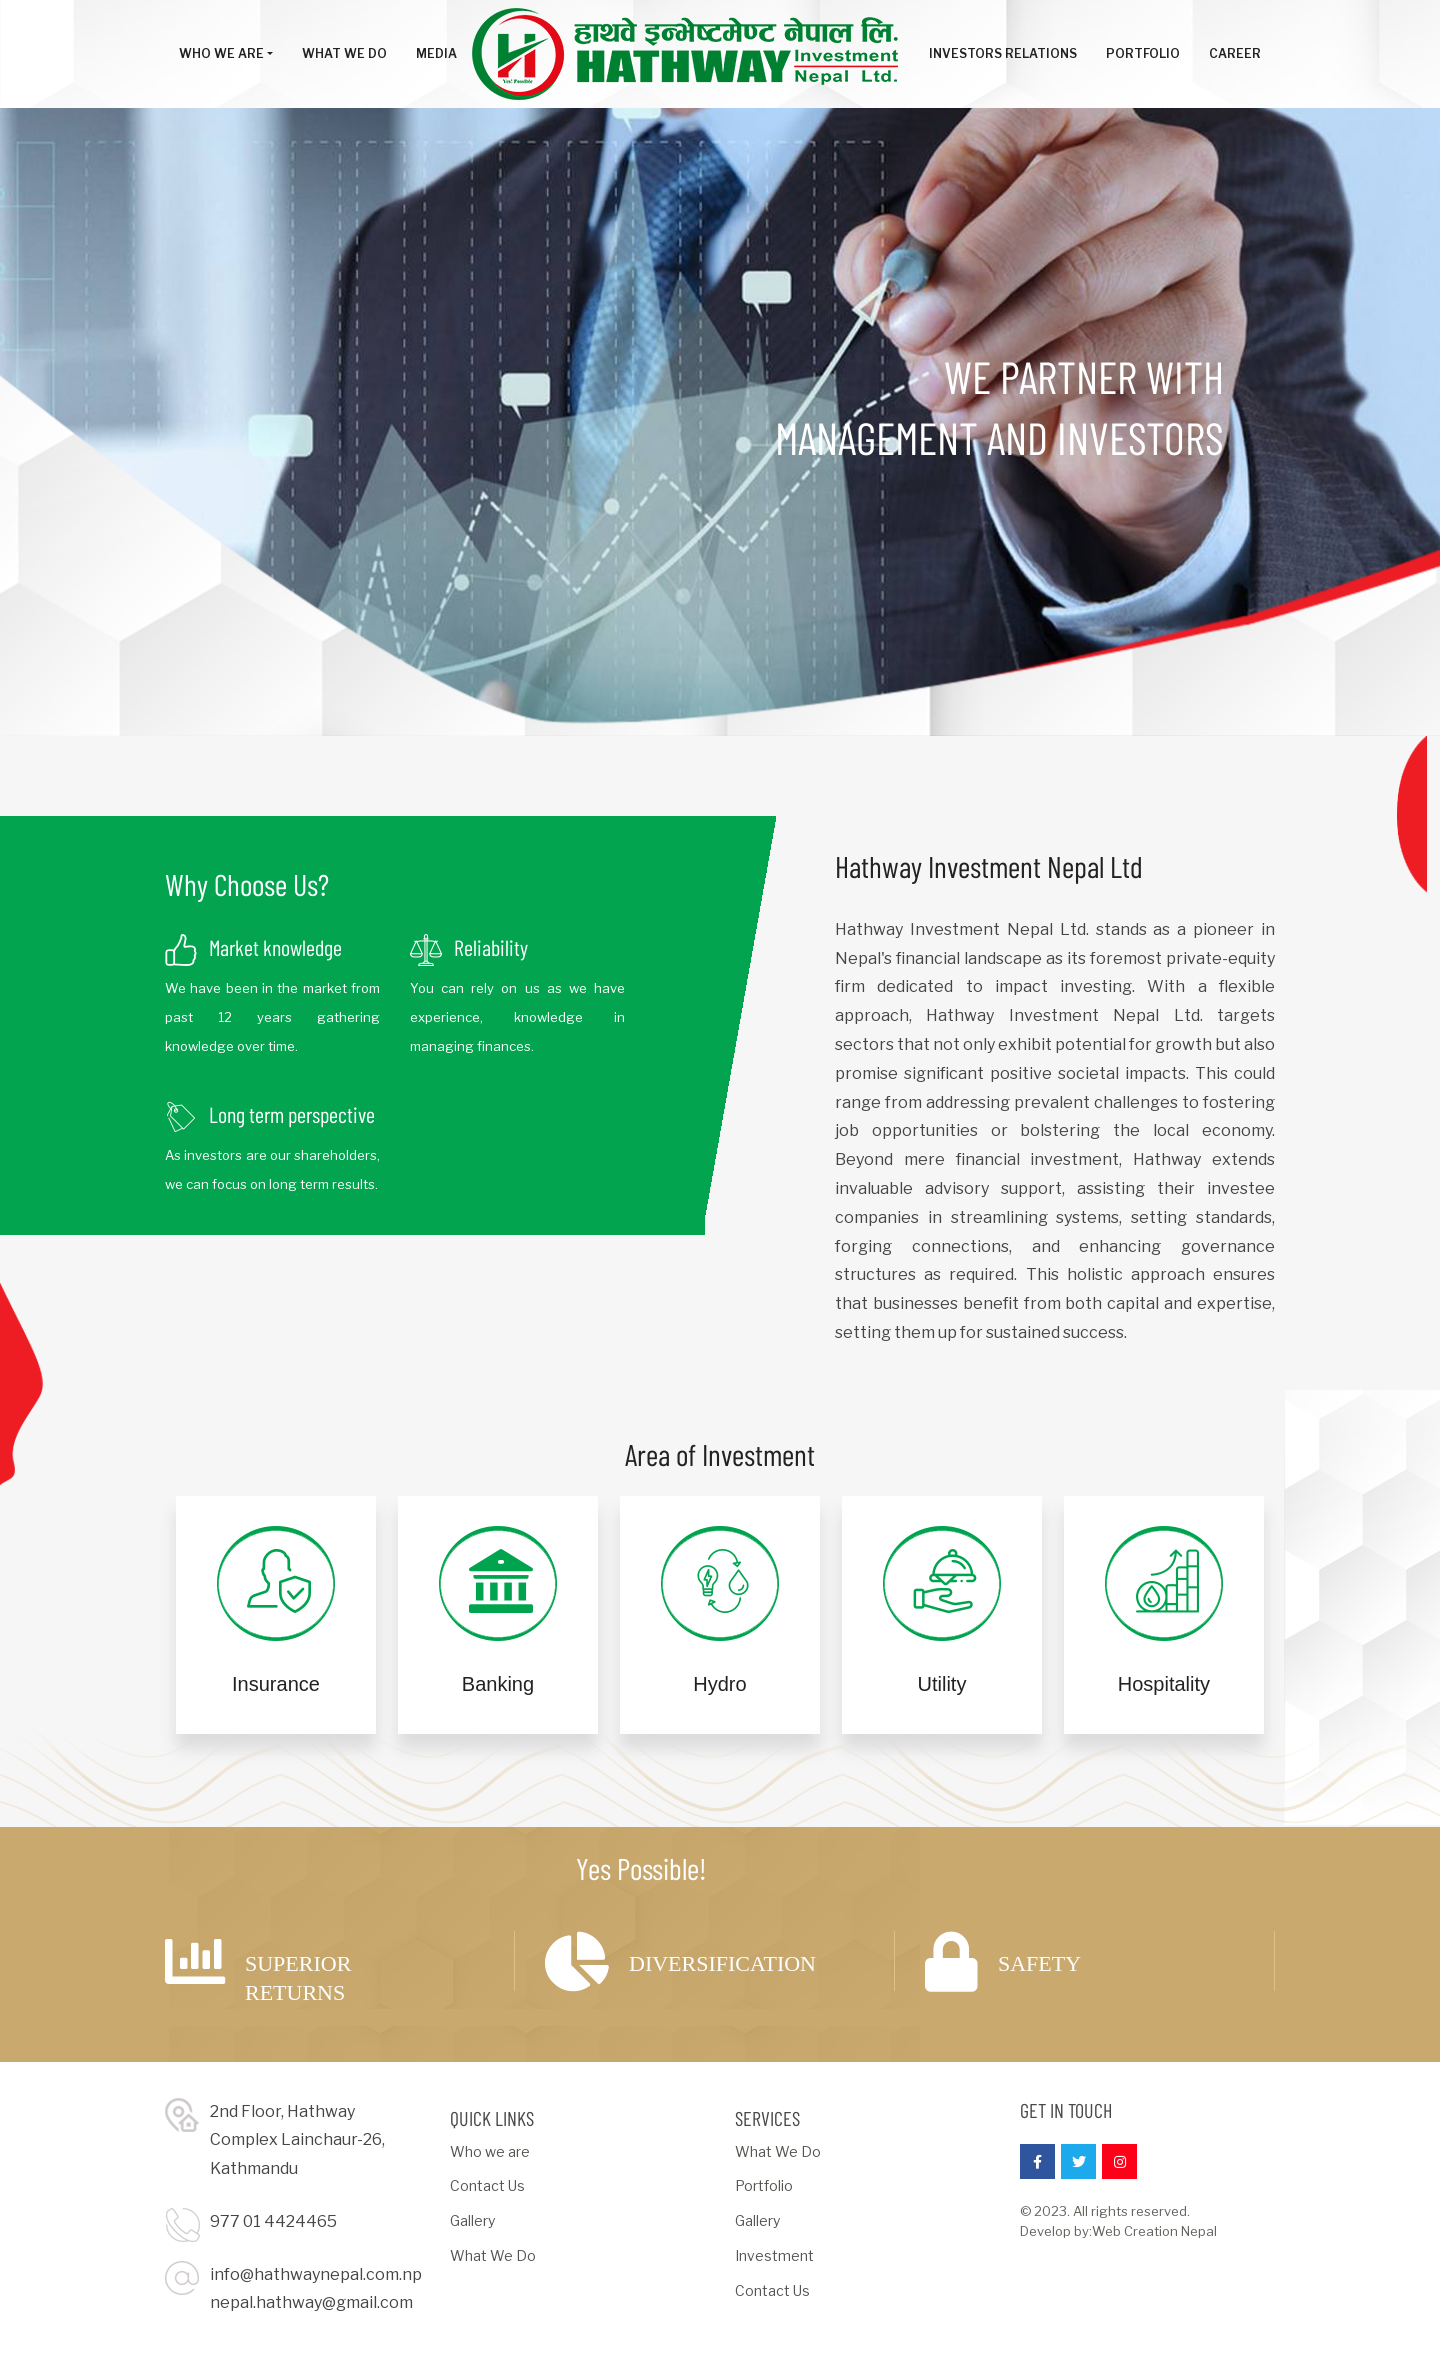 WHO WE ARE
WHAT WE DO
MEDIA
हाथवे इन्भेष्टमेण्ट नेपाल लि.
HATHWAY
Investment
Nepal Ltd.
H
Yes! Possible
INVESTORS RELATIONS
PORTFOLIO
CAREER
WE PARTNER WITH
MANAGEMENT AND INVESTORS
Why Choose Us?
Market knowledge
We have been in the market from
past 12 years gathering
knowledge over time.
Reliability
You can rely on us as we have
experience, knowledge in
managing finances.
Long term perspective
As investors are our shareholders,
we can focus on long term results.
Hathway Investment Nepal Ltd
Hathway Investment Nepal Ltd. stands as a pioneer in
Nepal's financial landscape as its foremost private-equity
firm dedicated to impact investing. With a flexible
approach, Hathway Investment Nepal Ltd. targets
sectors that not only exhibit potential for growth but also
promise significant positive societal impacts. This could
range from addressing prevalent challenges to fostering
job opportunities or bolstering the local economy.
Beyond mere financial investment, Hathway extends
invaluable advisory support, assisting their investee
companies in streamlining systems, setting standards,
forging connections, and enhancing governance
structures as required. This holistic approach ensures
that businesses benefit from both capital and expertise,
setting them up for sustained success.
Area of Investment
Insurance
Banking
Hydro
Utility
Hospitality
Yes Possible!
SUPERIOR
RETURNS
DIVERSIFICATION
SAFETY
2nd Floor, Hathway
Complex Lainchaur-26,
Kathmandu
977 01 4424465
info@hathwaynepal.com.np
nepal.hathway@gmail.com
QUICK LINKS
Who we are
Contact Us
Gallery
What We Do
SERVICES
What We Do
Portfolio
Gallery
Investment
Contact Us
GET IN TOUCH
© 2023. All rights reserved.
Develop by:Web Creation Nepal